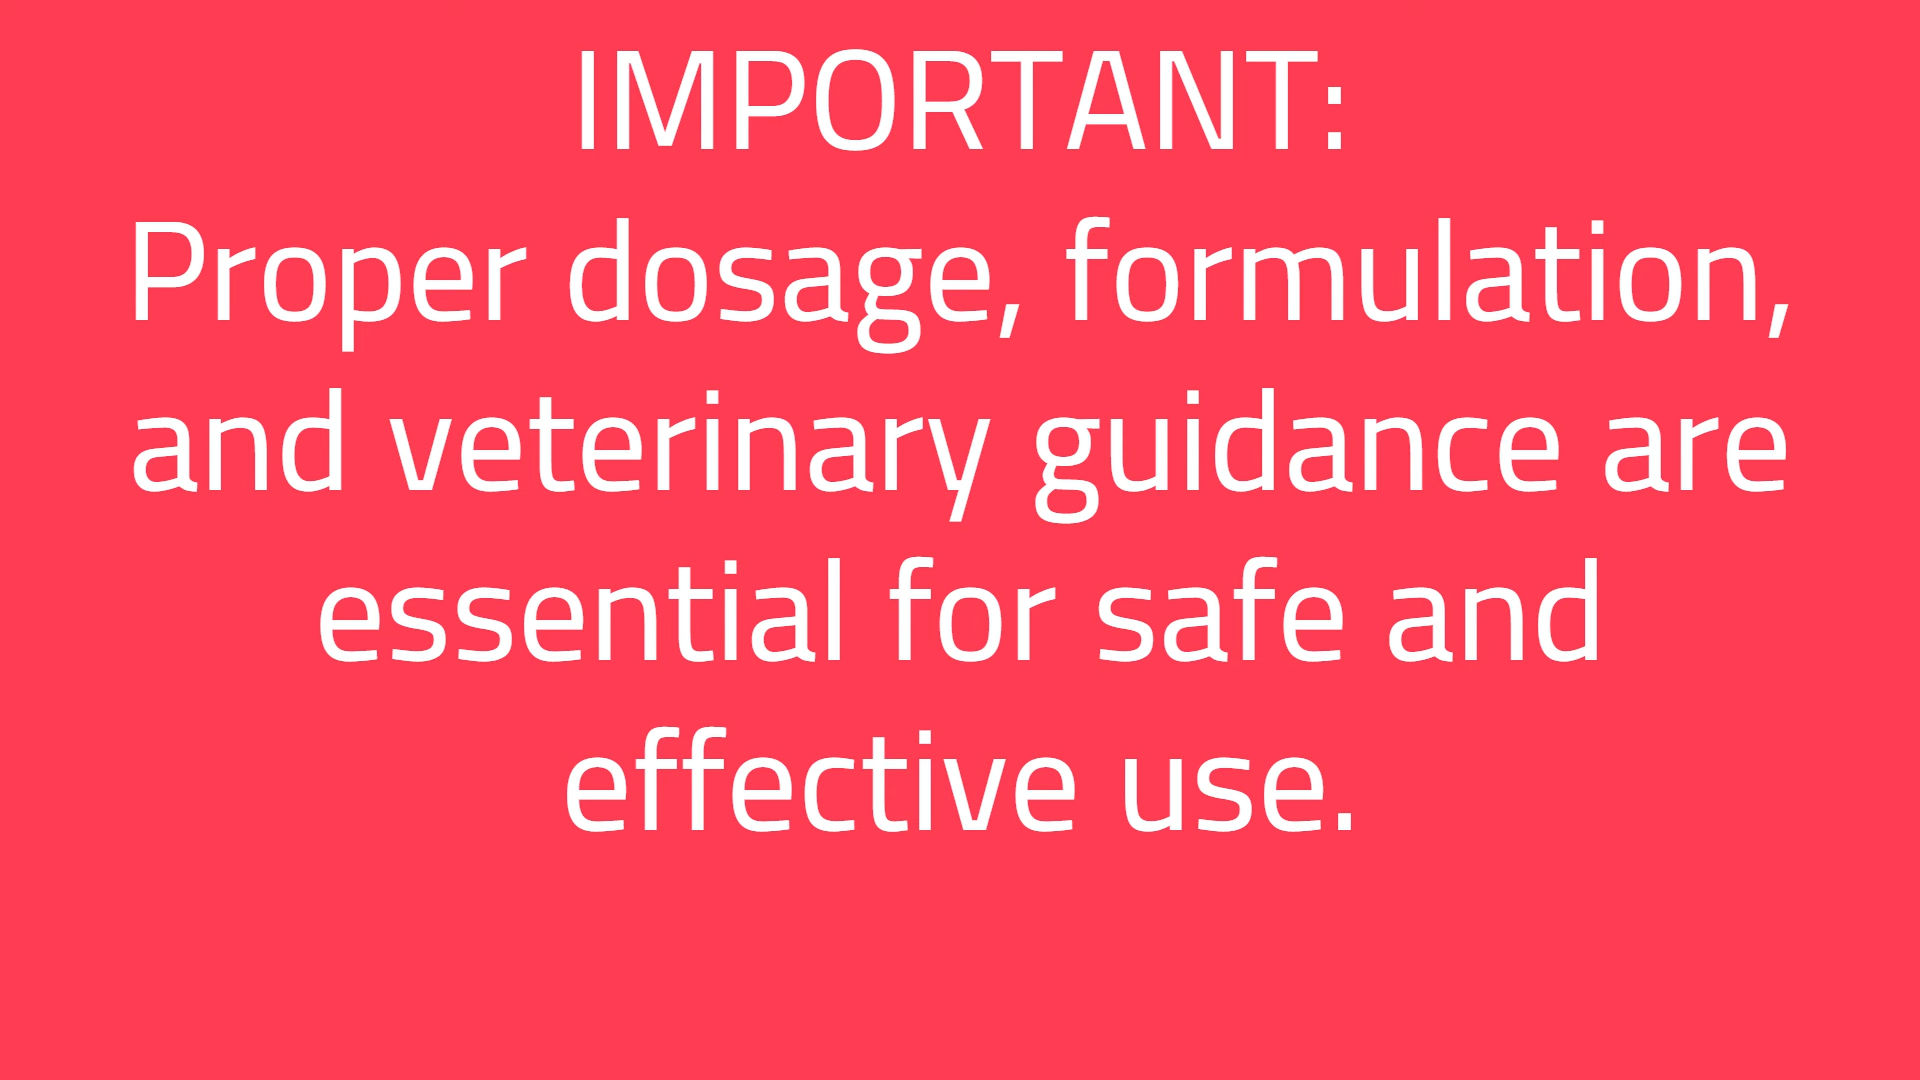 IMPORTANT:
Proper dosage, formulation,
and veterinary guidance are
essential for safe and
effective use.